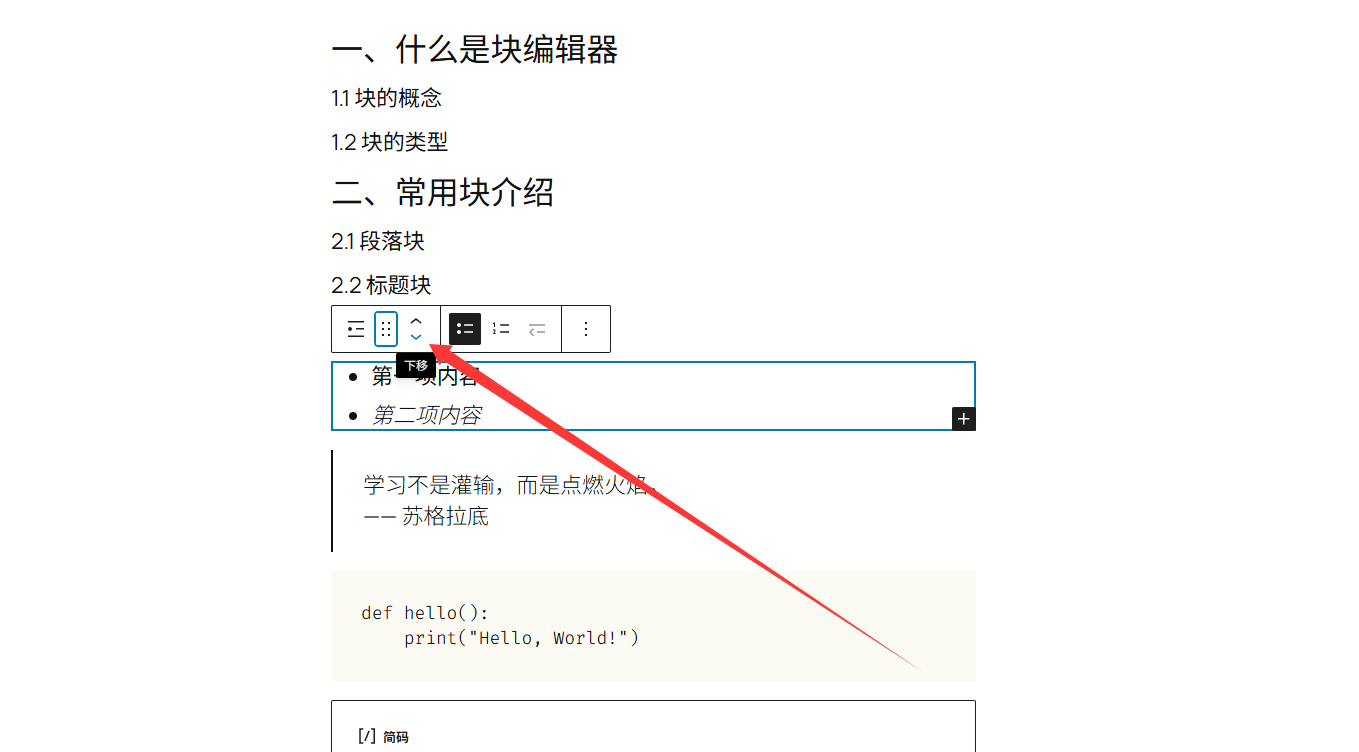 一、什么是块编辑器
1.1 块的概念
1.2 块的类型
二、常用块介绍
2.1 段落块
2.2 标题块
下移
第一项内容
第二项内容
学习不是灌输，而是点燃火焰。
—— 苏格拉底
def hello():
    print("Hello, World!")
[/] 简码